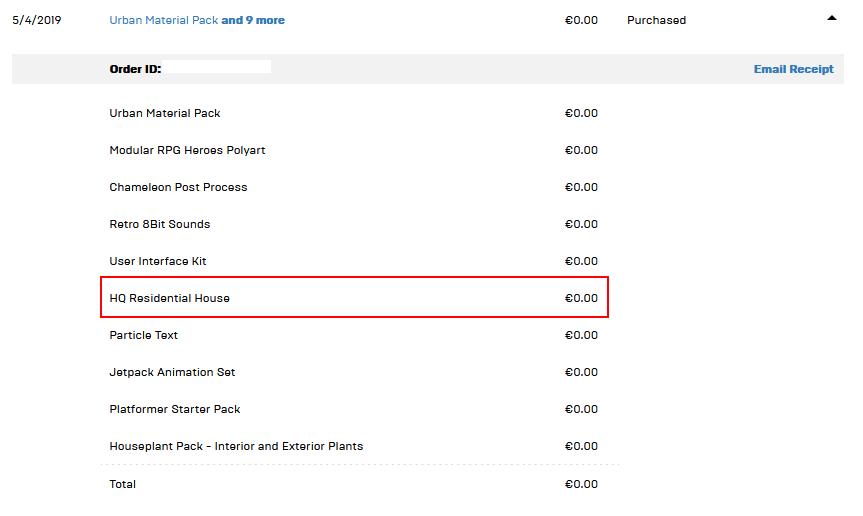 5/4/2019 Urban Material Pack and 9 more €0.00 Purchased
Order ID: Email Receipt
Urban Material Pack €0.00
Modular RPG Heroes Polyart €0.00
Chameleon Post Process €0.00
Retro 8Bit Sounds €0.00
User Interface Kit €0.00
HQ Residential House €0.00
Particle Text €0.00
Jetpack Animation Set €0.00
Platformer Starter Pack €0.00
Houseplant Pack - Interior and Exterior Plants €0.00
Total €0.00